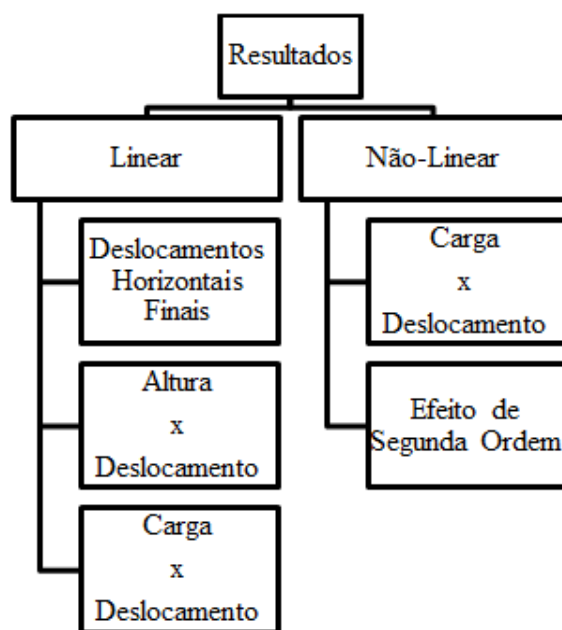 Resultados
Linear
Não-Linear
Deslocamentos
Horizontais
Finais
Altura
x
Deslocamento
Carga
x
Deslocamento
Carga
x
Deslocamento
Efeito de
Segunda Ordem